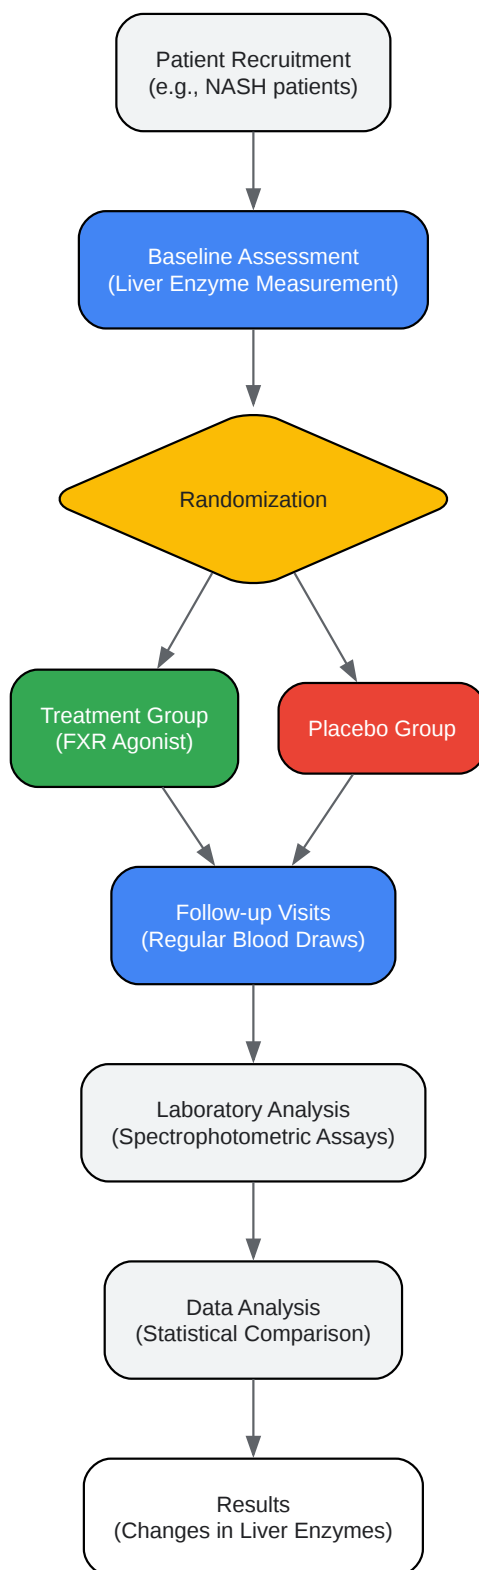 Patient Recruitment
(e.g., NASH patients)
Baseline Assessment
(Liver Enzyme Measurement)
Randomization
Treatment Group
(FXR Agonist)
Placebo Group
Follow-up Visits
(Regular Blood Draws)
Laboratory Analysis
(Spectrophotometric Assays)
Data Analysis
(Statistical Comparison)
Results
(Changes in Liver Enzymes)